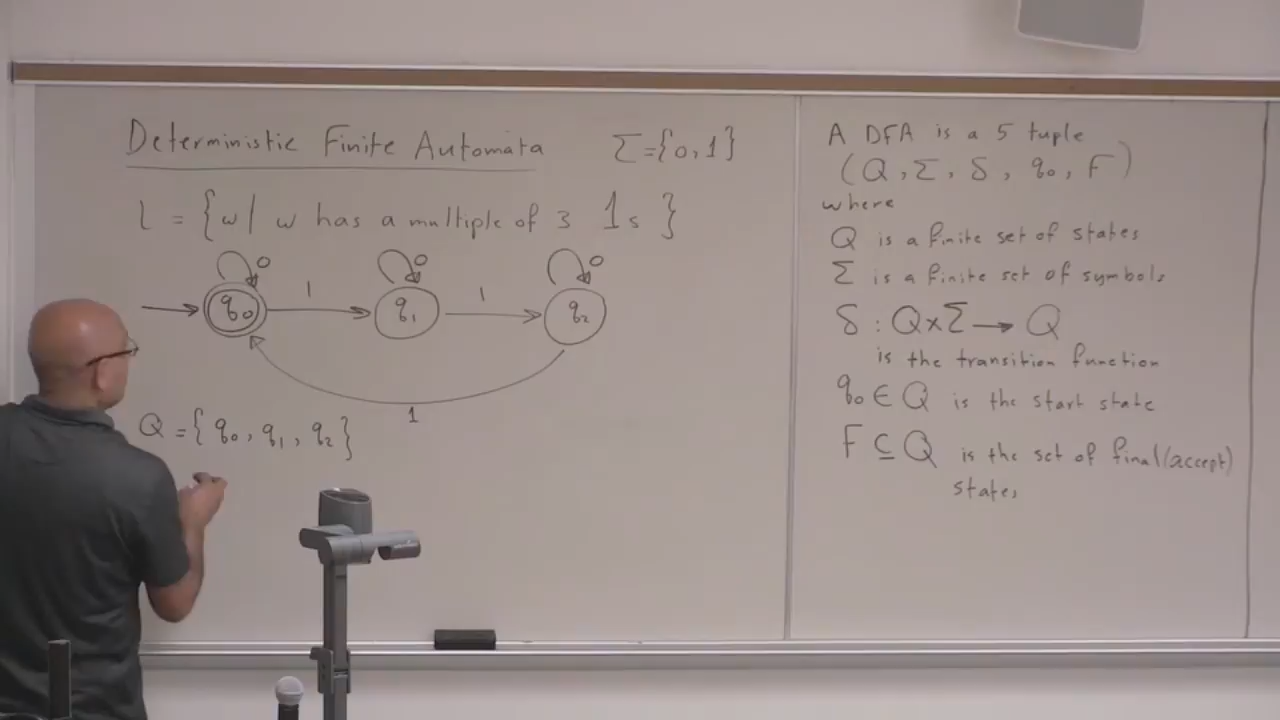 Deterministic Finite Automata Σ={0,1}
L = {w| w has a multiple of 3 1s }
0 0 0
q0 1 q1 1 q2
1
Q = { q0, q1, q2 }
A DFA is a 5 tuple
(Q, Σ, δ, q0, F)
where
Q is a finite set of states
Σ is a finite set of symbols
δ : Q×Σ → Q
is the transition function
q0 ∈ Q is the start state
F ⊆ Q is the set of final (accept)
states